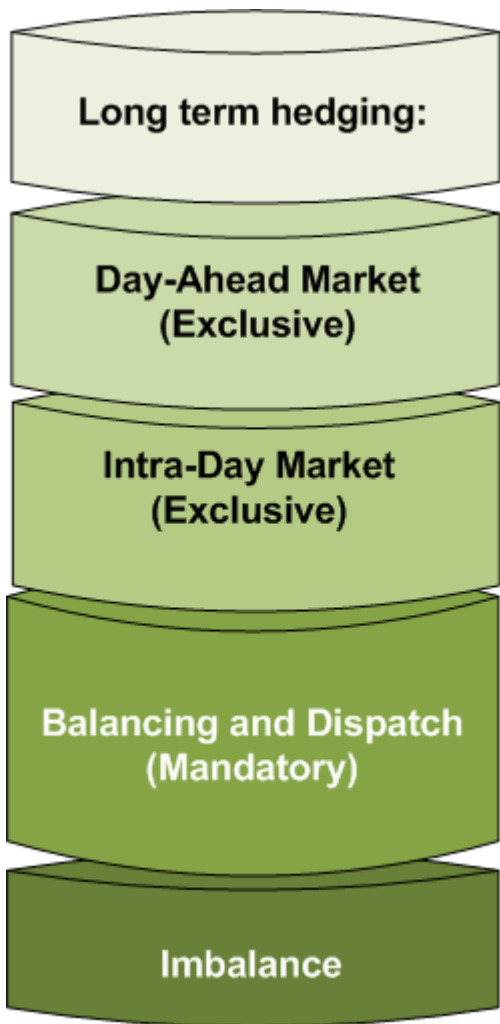 Long term hedging:
Day-Ahead Market
(Exclusive)
Intra-Day Market
(Exclusive)
Balancing and Dispatch
(Mandatory)
Imbalance